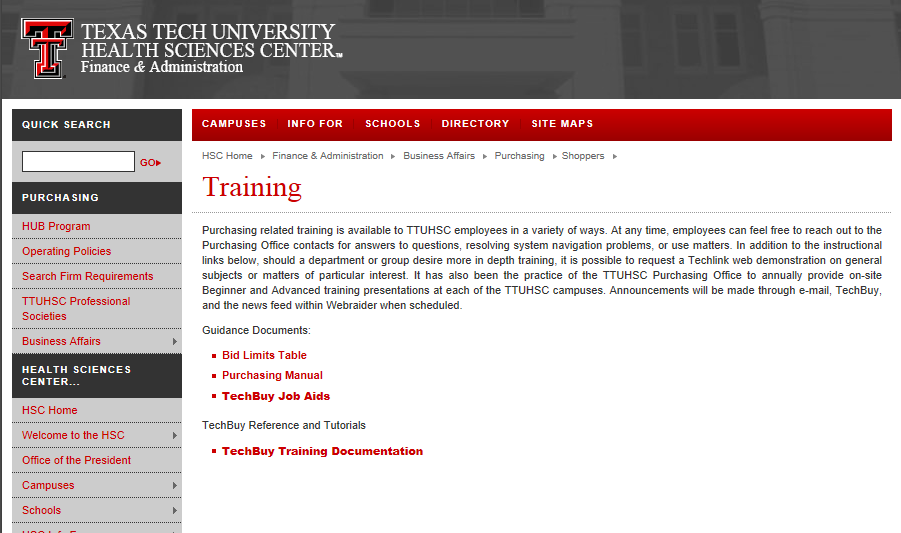 TEXAS TECH UNIVERSITY
HEALTH SCIENCES CENTER™
Finance & Administration
QUICK SEARCH
GO
PURCHASING
HUB Program
Operating Policies
Search Firm Requirements
TTUHSC Professional
Societies
Business Affairs
HEALTH SCIENCES
CENTER...
HSC Home
Welcome to the HSC
Office of the President
Campuses
Schools
CAMPUSES INFO FOR SCHOOLS DIRECTORY SITE MAPS
HSC Home Finance & Administration Business Affairs Purchasing Shoppers
Training
Purchasing related training is available to TTUHSC employees in a variety of ways. At any time, employees can feel free to reach out to the
Purchasing Office contacts for answers to questions, resolving system navigation problems, or use matters. In addition to the instructional
links below, should a department or group desire more in depth training, it is possible to request a Techlink web demonstration on general
subjects or matters of particular interest. It has also been the practice of the TTUHSC Purchasing Office to annually provide on-site
Beginner and Advanced training presentations at each of the TTUHSC campuses. Announcements will be made through e-mail, TechBuy,
and the news feed within Webraider when scheduled.
Guidance Documents:
Bid Limits Table
Purchasing Manual
TechBuy Job Aids
TechBuy Reference and Tutorials
TechBuy Training Documentation